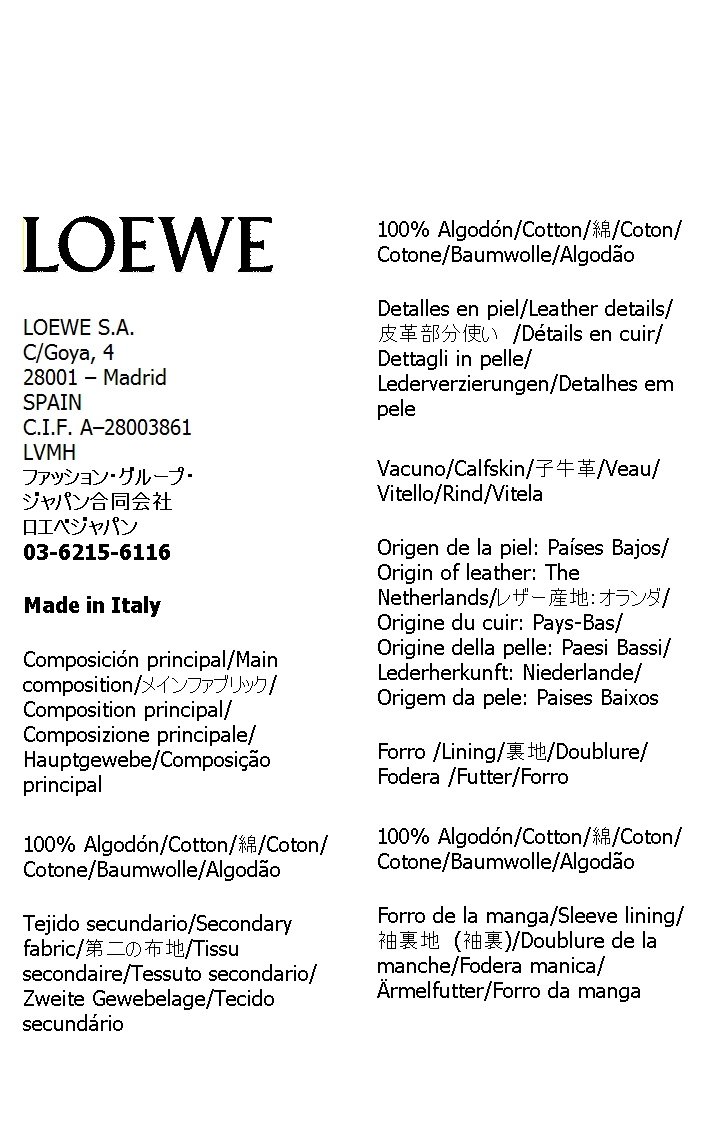 LOEWE
LOEWE S.A.
C/Goya, 4
28001 – Madrid
SPAIN
C.I.F. A–28003861
LVMH
ファッション・グループ・
ジャパン合同会社
ロエベジャパン
03-6215-6116
Made in Italy
Composición principal/Main
composition/メインファブリック/
Composition principal/
Composizione principale/
Hauptgewebe/Composição
principal
100% Algodón/Cotton/綿/Coton/
Cotone/Baumwolle/Algodão
Tejido secundario/Secondary
fabric/第二の布地/Tissu
secondaire/Tessuto secondario/
Zweite Gewebelage/Tecido
secundário
100% Algodón/Cotton/綿/Coton/
Cotone/Baumwolle/Algodão
Detalles en piel/Leather details/
皮革部分使い /Détails en cuir/
Dettagli in pelle/
Lederverzierungen/Detalhes em
pele
Vacuno/Calfskin/子牛革/Veau/
Vitello/Rind/Vitela
Origen de la piel: Países Bajos/
Origin of leather: The
Netherlands/レザー産地：オランダ/
Origine du cuir: Pays-Bas/
Origine della pelle: Paesi Bassi/
Lederherkunft: Niederlande/
Origem da pele: Paises Baixos
Forro /Lining/裏地/Doublure/
Fodera /Futter/Forro
100% Algodón/Cotton/綿/Coton/
Cotone/Baumwolle/Algodão
Forro de la manga/Sleeve lining/
袖裏地 (袖裏)/Doublure de la
manche/Fodera manica/
Ärmelfutter/Forro da manga